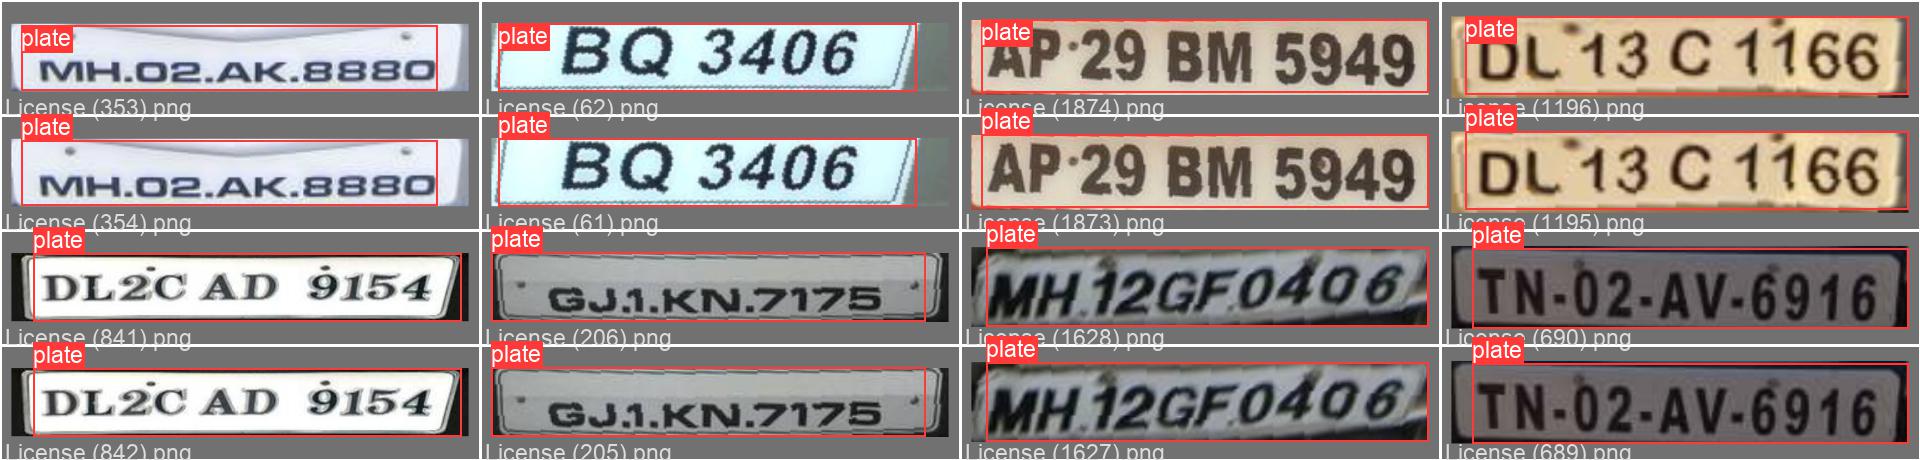 plate
MH.02.AK.8880
License (353).png
plate
BQ 3406
License (62).png
plate
AP 29 BM 5949
License (1874).png
plate
DL 13 C 1166
License (1196).png
plate
MH.02.AK.8880
License (354).png
plate
BQ 3406
License (61).png
plate
AP 29 BM 5949
License (1873).png
plate
DL 13 C 1166
License (1195).png
plate
DL2C AD 9154
License (841).png
plate
GJ.1.KN.7175
License (206).png
plate
MH.12GF.0406
License (1628).png
plate
TN-02-AV-6916
License (690).png
plate
DL2C AD 9154
License (842).png
plate
GJ.1.KN.7175
License (205).png
plate
MH.12GF.0406
License (1627).png
plate
TN-02-AV-6916
License (689).png